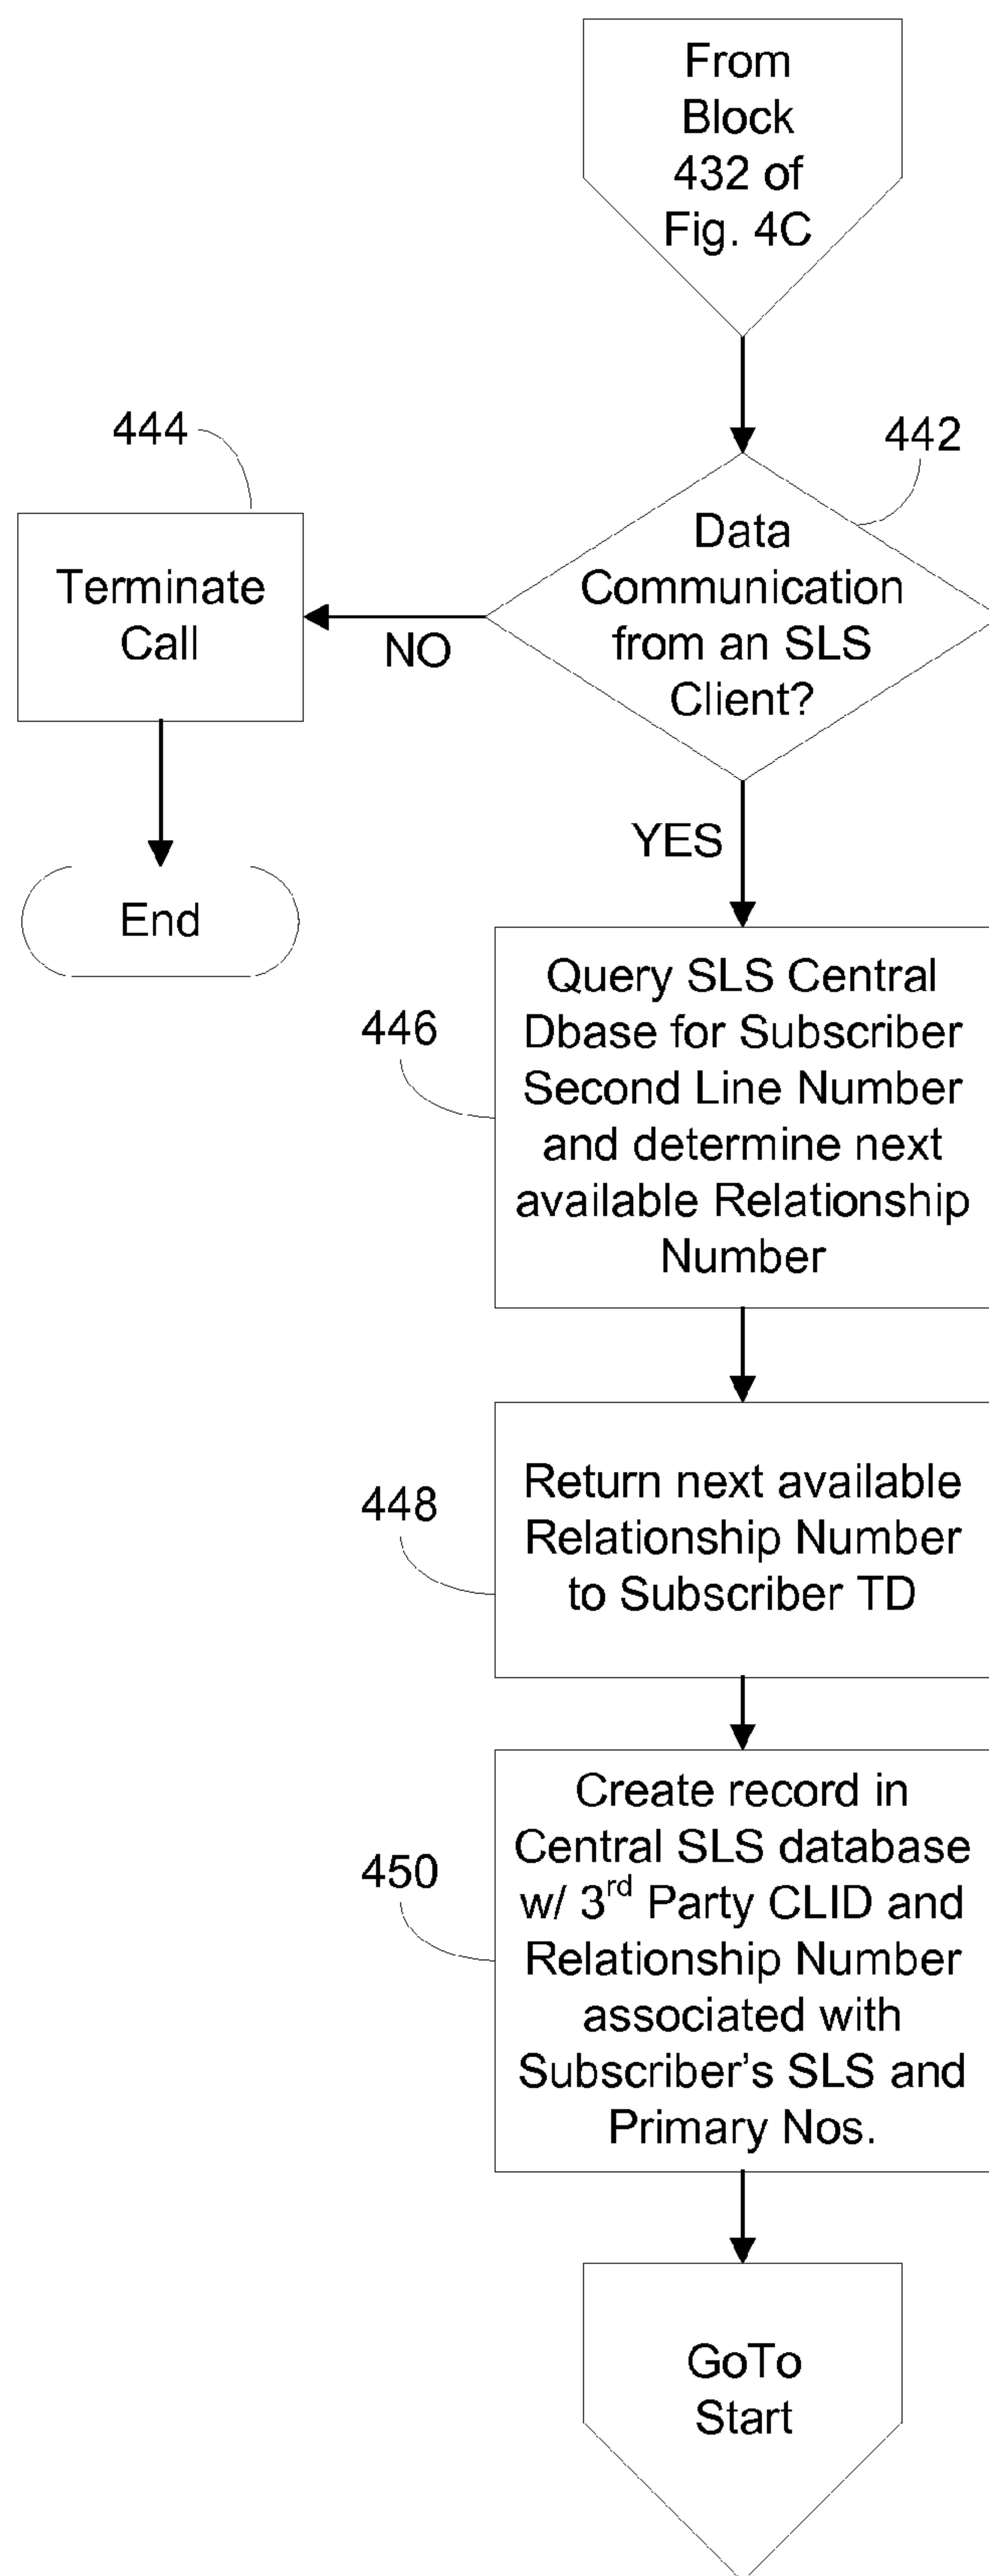 From
Block
432 of
Fig. 4C
444
442
Data
Communication
from an SLS
Client?
Terminate
Call
NO
YES
End
Query SLS Central
Dbase for Subscriber
Second Line Number
and determine next
available Relationship
Number
446
Return next available
Relationship Number
to Subscriber TD
448
Create record in
Central SLS database
w/ 3rd Party CLID and
Relationship Number
associated with
Subscriber's SLS and
Primary Nos.
450
GoTo
Start